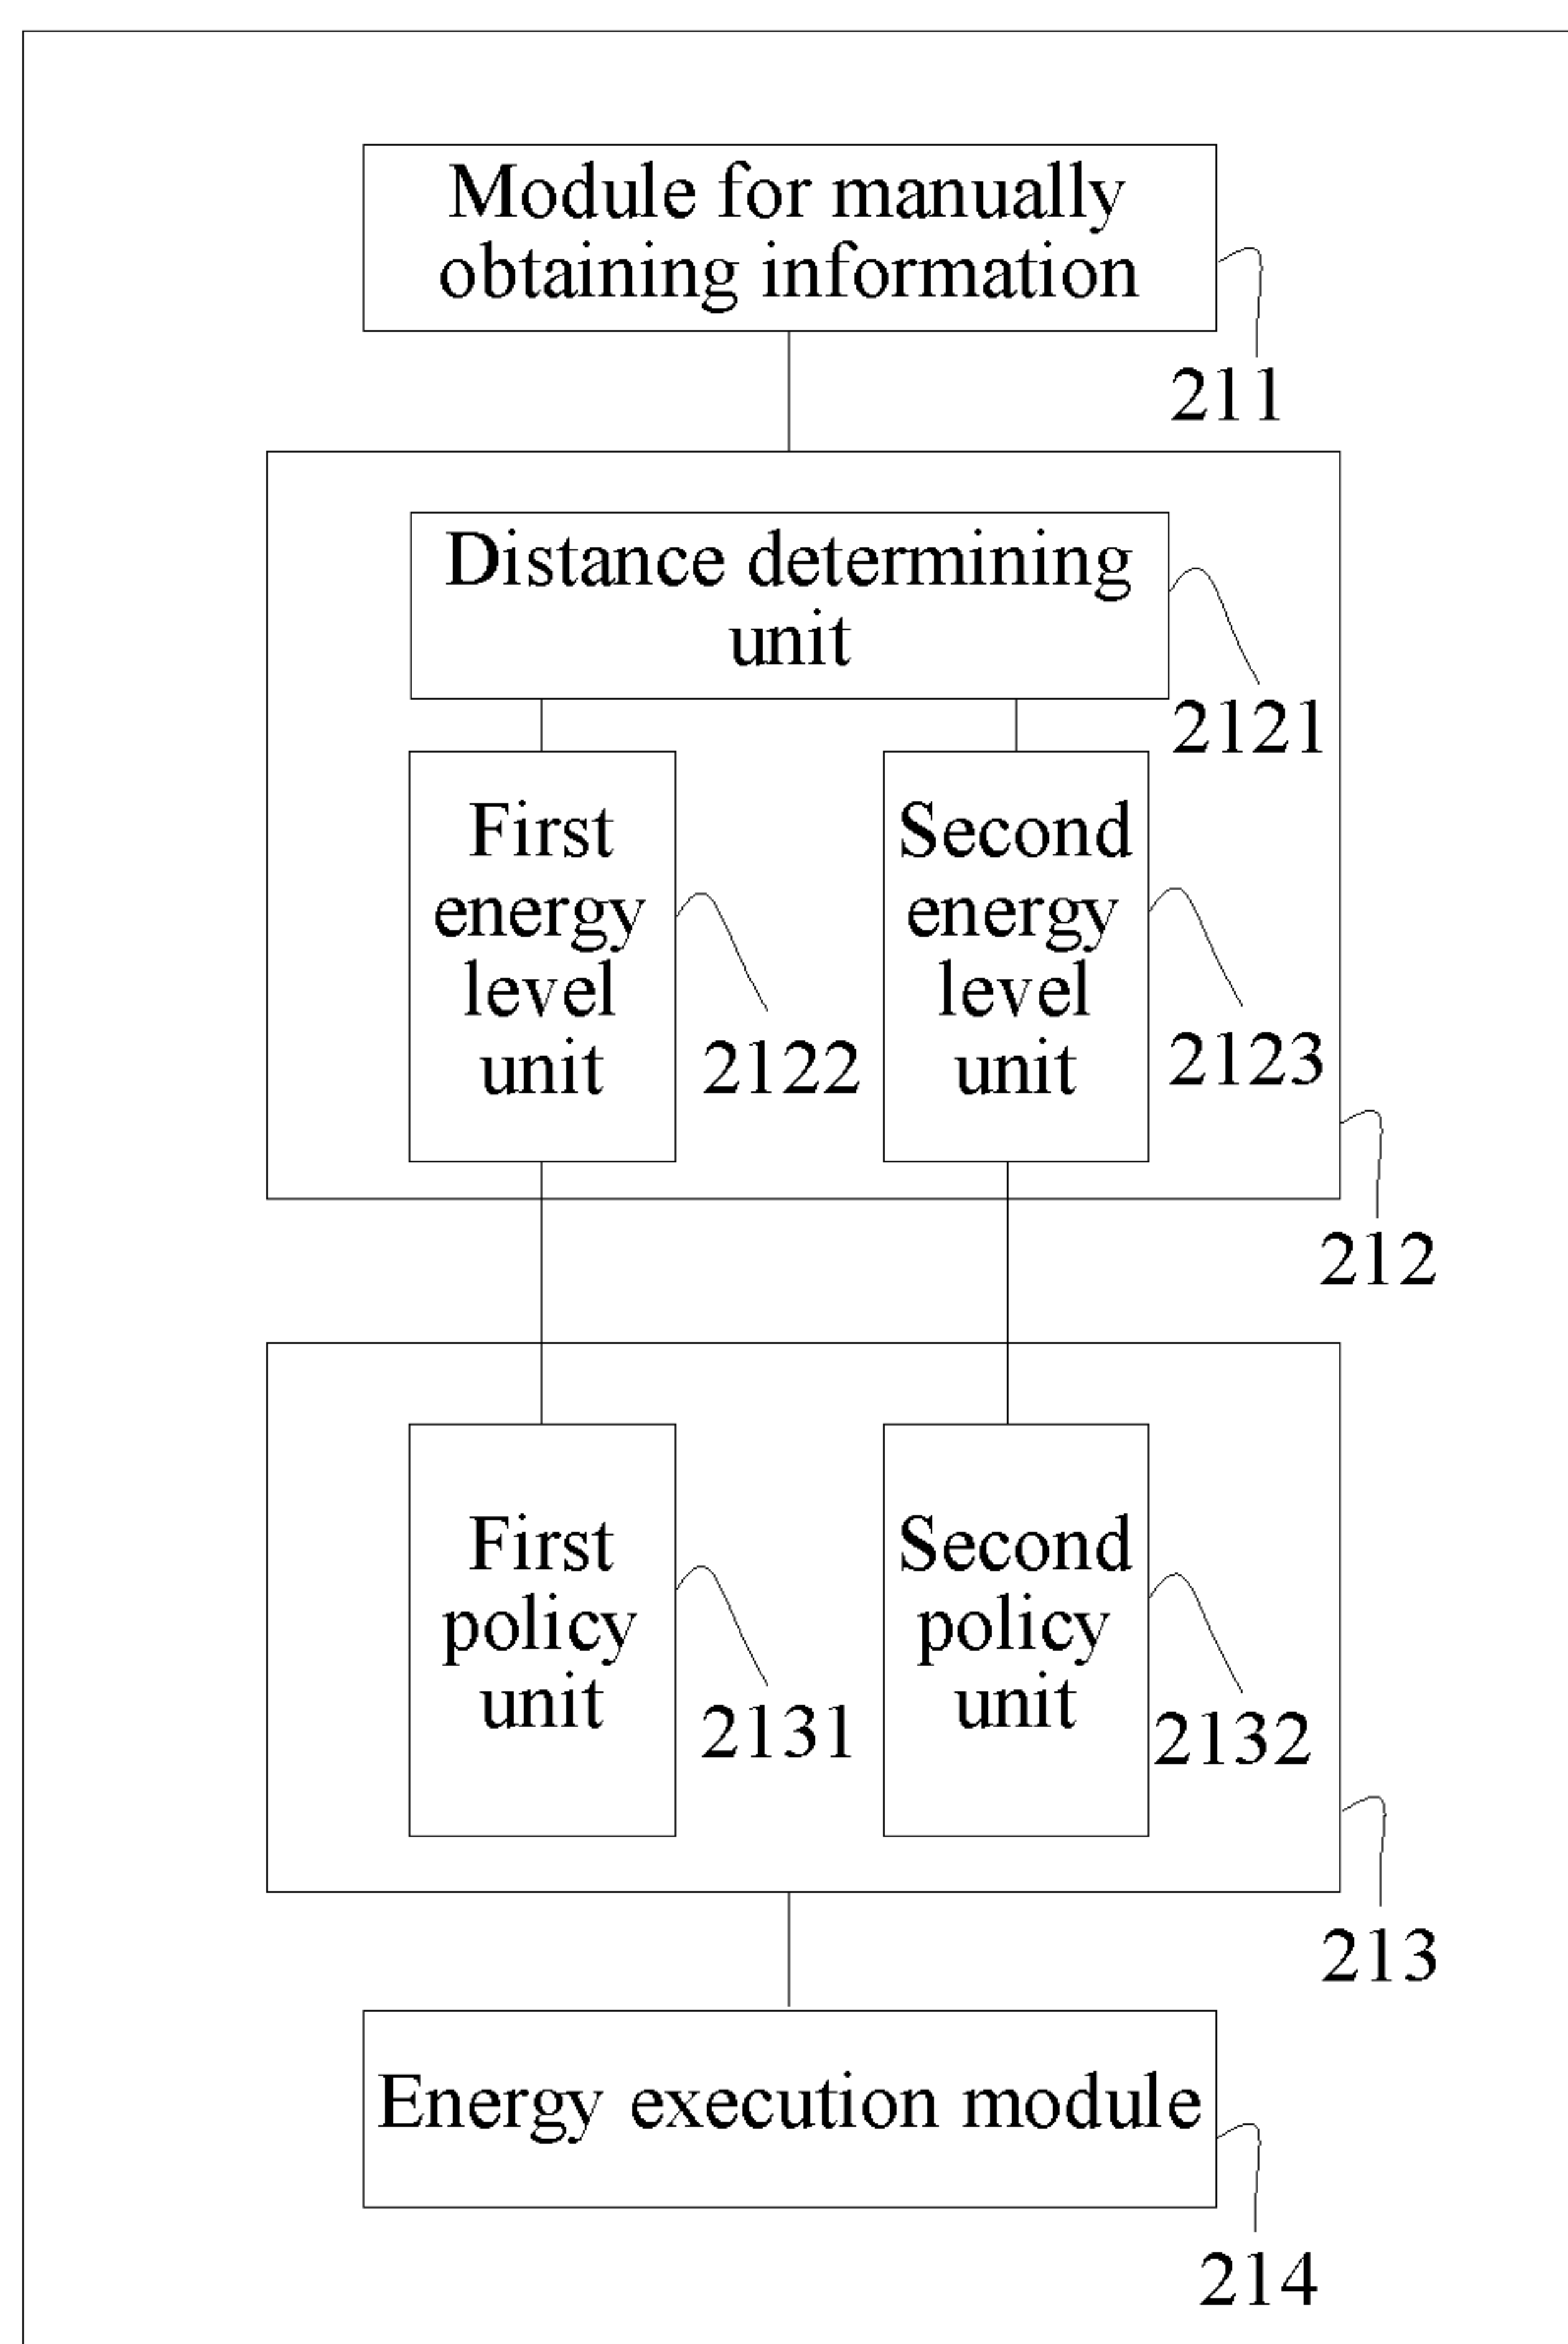 Module for manually
obtaining information
211
Distance determining
unit
2121
First
energy
level
unit
2122
Second
energy
level
unit
2123
212
First
policy
unit
2131
Second
policy
unit
2132
213
Energy execution module
214